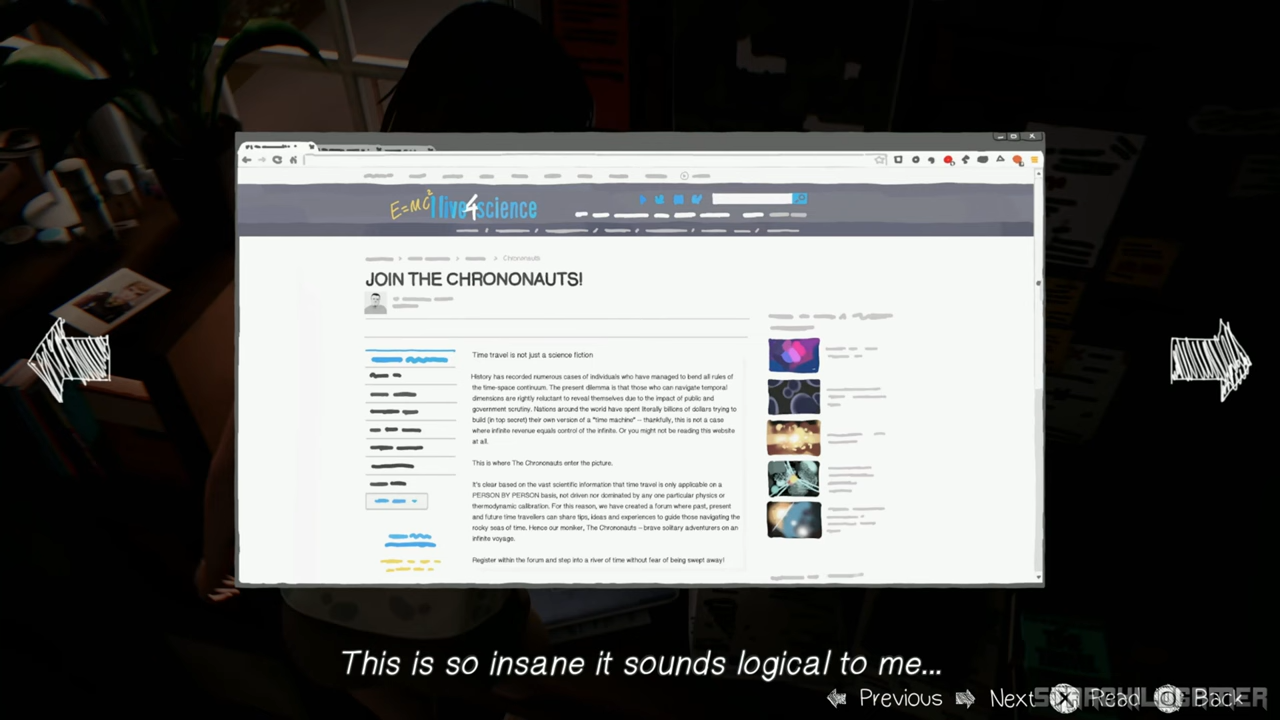 E=mc²
I live4science
Chrononauts
JOIN THE CHRONONAUTS!
Time travel is not just a science fiction
History has recorded numerous cases of individuals who have managed to bend all rules of
the time-space continuum. The present dilemma is that those who can navigate temporal
dimensions are rightly reluctant to reveal themselves due to the impact of public and
government scrutiny. Nations around the world have spent literally billions of dollars trying to
build (in top secret) their own version of a "time machine" -- thankfully, this is not a case
where infinite revenue equals control of the infinite. Or you might not be reading this website
at all.
This is where The Chrononauts enter the picture.
It's clear based on the vast scientific information that time travel is only applicable on a
PERSON BY PERSON basis, not driven nor dominated by any one particular physics or
thermodynamic calibration. For this reason, we have created a forum where past, present
and future time travellers can share tips, ideas and experiences to guide those navigating the
rocky seas of time. Hence our moniker, The Chrononauts -- brave solitary adventurers on an
infinite voyage.
Register within the forum and step into a river of time without fear of being swept away!
This is so insane it sounds logical to me...
Previous Next Read Back